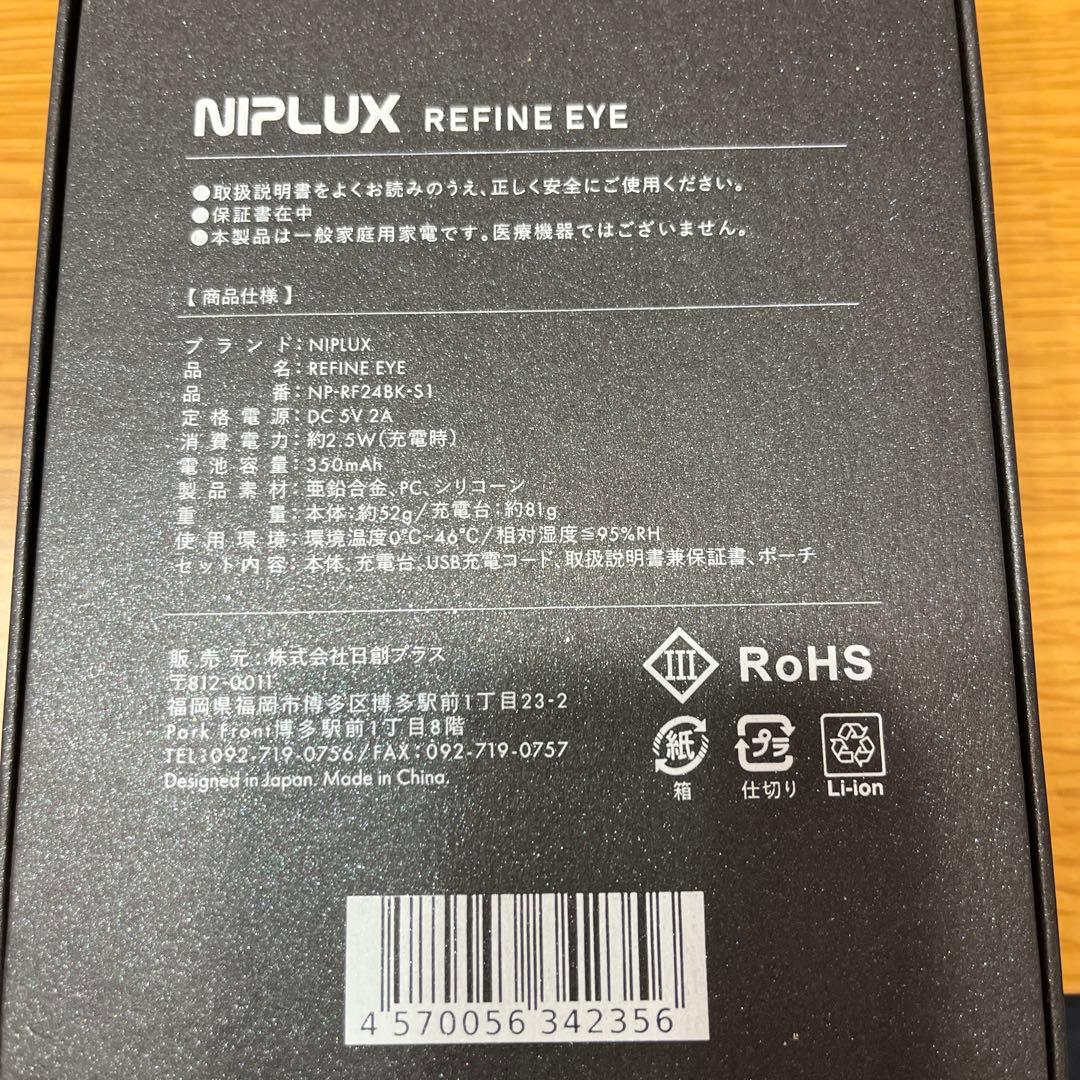 NIPLUX REFINE EYE
●取扱説明書をよくお読みのうえ、正しく安全にご使用ください。
●保証書在中
●本製品は一般家庭用家電です。医療機器ではございません。
【 商品仕様 】
ブランド：NIPLUX
品名：REFINE EYE
品番：NP-RF24BK-S1
定格電源：DC 5V 2A
消費電力：約2.5W（充電時）
電池容量：350mAh
製品素材：亜鉛合金、PC、シリコーン
重量：本体：約52g/充電台：約81g
使用環境：環境温度0℃~46℃/相対湿度≦95%RH
セット内容：本体、充電台、USB充電コード、取扱説明書兼保証書、ポーチ
販売元：株式会社日創プラス
〒812-0011
福岡県福岡市博多区博多駅前1丁目23-2
Park Front博多駅前1丁目8階
TEL：092-719-0756/FAX：092-719-0757
Designed in Japan. Made in China.
III RoHS
紙 プラ
箱 仕切り Li-ion
4 570056 342356